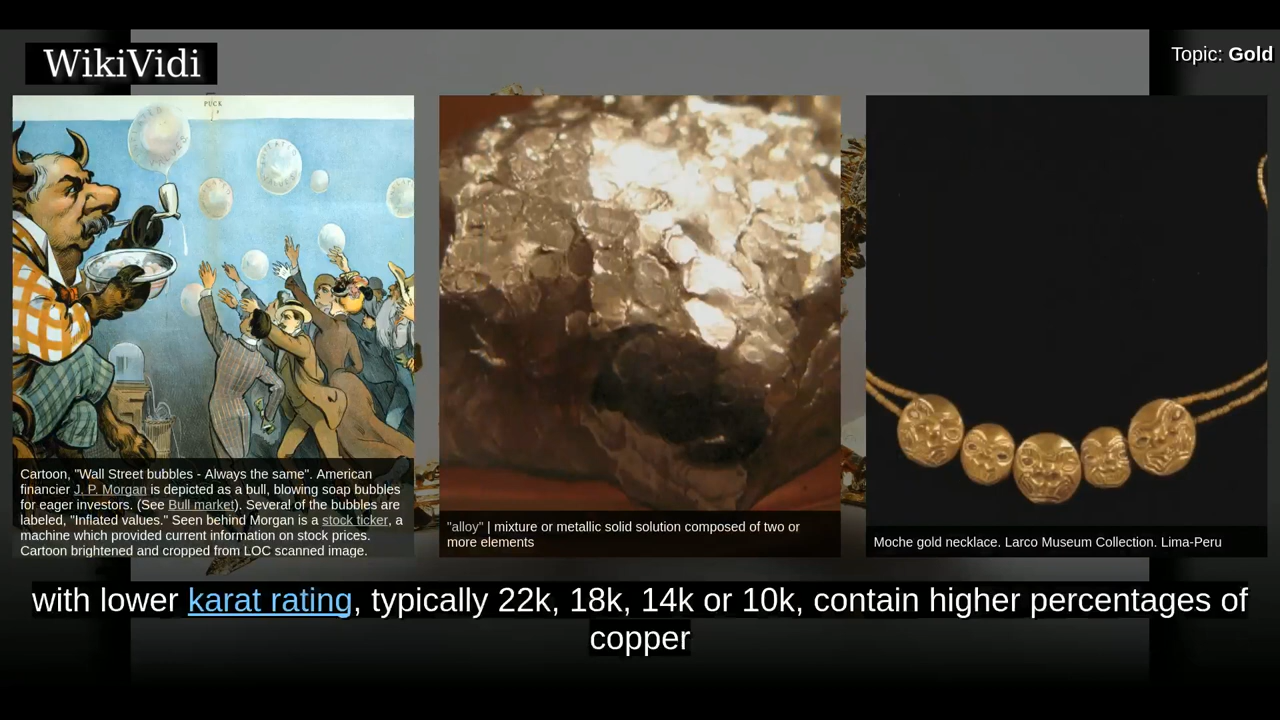 WikiVidi
Topic: Gold
PUCK
Cartoon, "Wall Street bubbles - Always the same". American
financier J. P. Morgan is depicted as a bull, blowing soap bubbles
for eager investors. (See Bull market). Several of the bubbles are
labeled, "Inflated values." Seen behind Morgan is a stock ticker, a
machine which provided current information on stock prices.
Cartoon brightened and cropped from LOC scanned image.
"alloy" | mixture or metallic solid solution composed of two or
more elements
Moche gold necklace. Larco Museum Collection. Lima-Peru
with lower karat rating, typically 22k, 18k, 14k or 10k, contain higher percentages of
copper